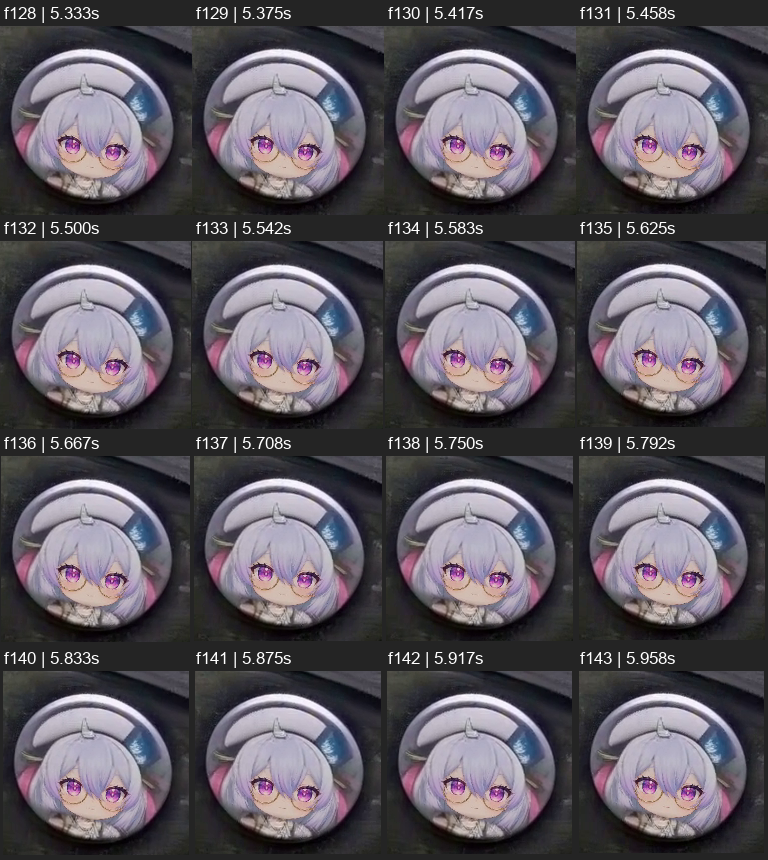 f128 | 5.333s
f129 | 5.375s
f130 | 5.417s
f131 | 5.458s
f132 | 5.500s
f133 | 5.542s
f134 | 5.583s
f135 | 5.625s
f136 | 5.667s
f137 | 5.708s
f138 | 5.750s
f139 | 5.792s
f140 | 5.833s
f141 | 5.875s
f142 | 5.917s
f143 | 5.958s